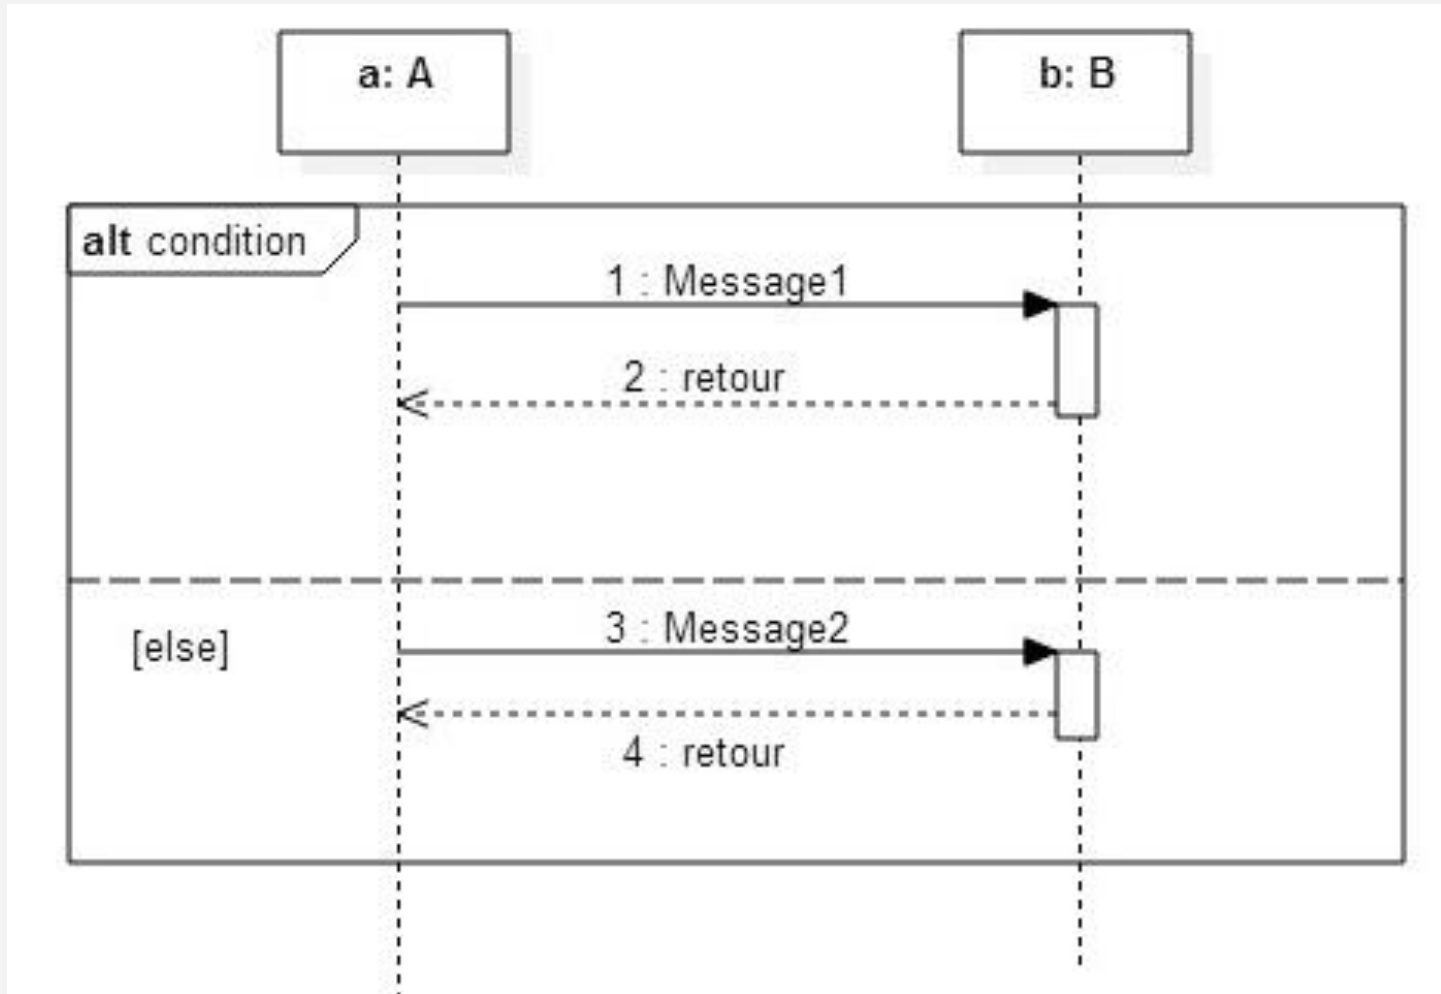 a: A
b: B
alt condition
1 : Message1
2 : retour
[else]
3 : Message2
4 : retour